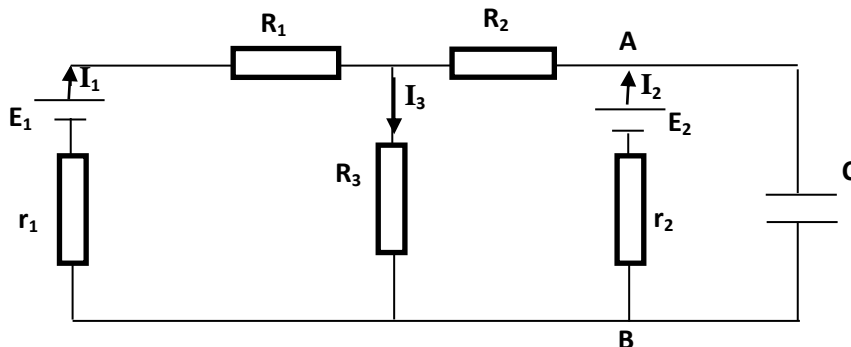 R₁
R₂
A
I₁
I₃
I₂
E₁
E₂
R₃
C
r₁
r₂
B